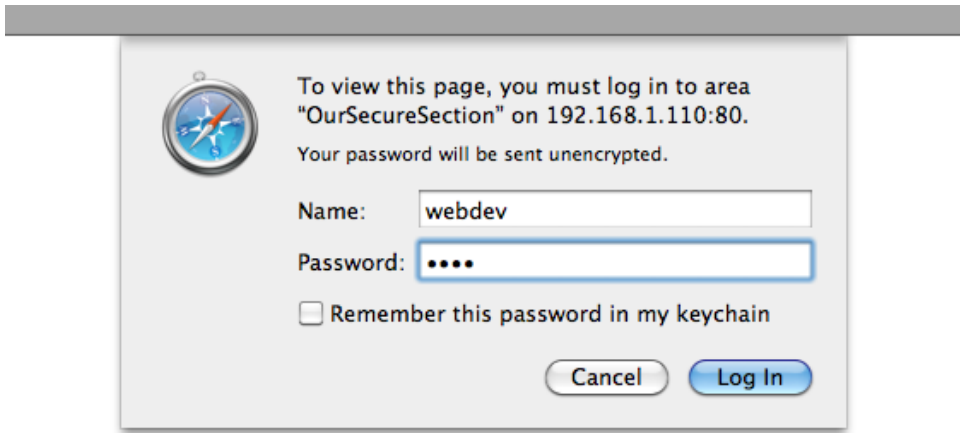 To view this page, you must log in to area
“OurSecureSection” on 192.168.1.110:80.
Your password will be sent unencrypted.
Name: webdev
Password: ••••
Remember this password in my keychain
Cancel Log In